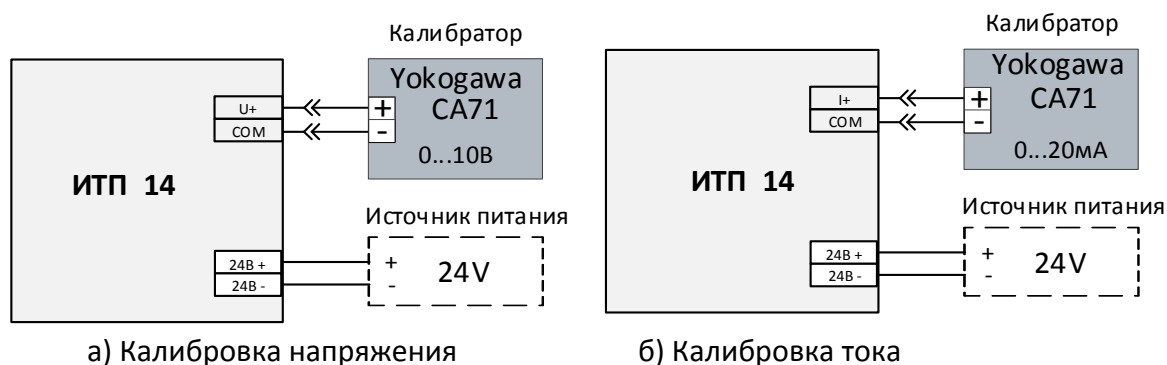 Калибратор
Yokogawa
CA71
0...10В
U+
COM
+
-
ИТП 14
Источник питания
24В +
24В -
+
-
24V
а) Калибровка напряжения
Калибратор
Yokogawa
CA71
0...20мА
I+
COM
+
-
ИТП 14
Источник питания
24В +
24В -
+
-
24V
б) Калибровка тока